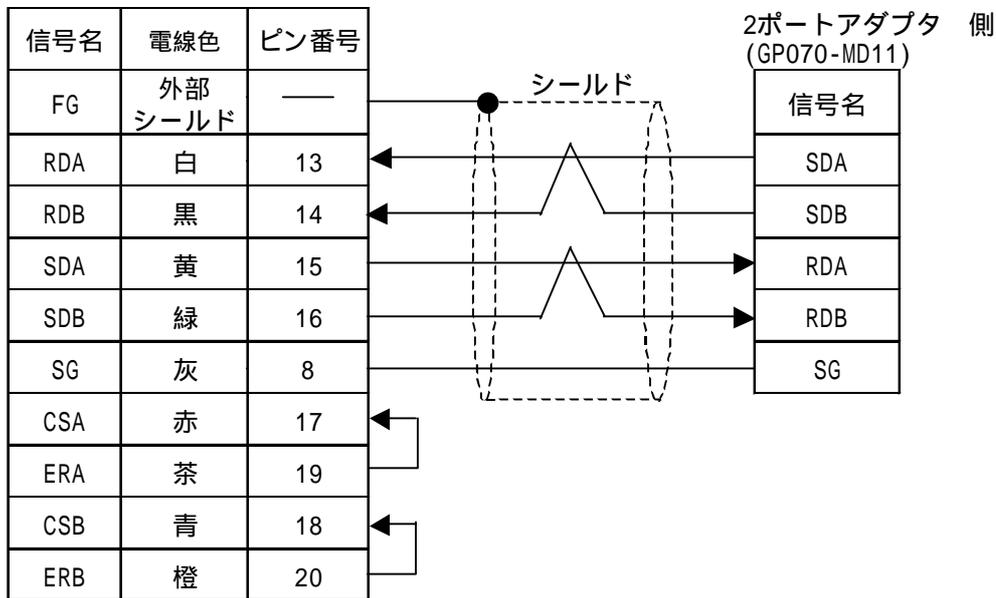 2ポートアダプタ 側
(GP070-MD11)
信号名 電線色 ピン番号
FG 外部
シールド ――
シールド
信号名
RDA 白 13 SDA
RDB 黒 14 SDB
SDA 黄 15 RDA
SDB 緑 16 RDB
SG 灰 8 SG
CSA 赤 17
ERA 茶 19
CSB 青 18
ERB 橙 20